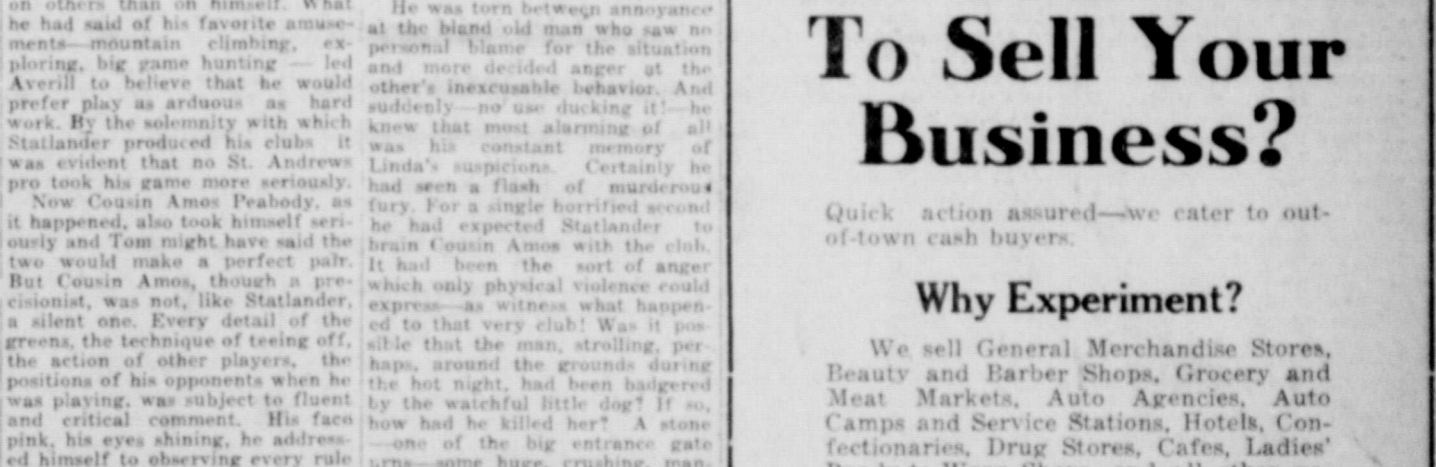 on others than on himself. What
he had said of his favorite amuse-
ments—mountain climbing, ex-
ploring, big game hunting — led
Averill to believe that he would
prefer play as arduous as hard
work. By the solemnity with which
Statlander produced his clubs it
was evident that no St. Andrews
pro took his game more seriously.
Now Cousin Amos Peabody, as
it happened, also took himself seri-
ously and Tom might have said the
two would make a perfect pair.
But Cousin Amos, though a pre-
cisionist, was not, like Statlander,
a silent one. Every detail of the
greens, the technique of teeing off,
the action of other players, the
positions of his opponents when he
was playing, was subject to fluent
and critical comment. His face
pink, his eyes shining, he address-
ed himself to observing every rule
He was torn between annoyance
at the bland old man who saw no
personal blame for the situation
and more decided anger at the
other's inexcusable behavior. And
suddenly—no use ducking it!—he
knew that most alarming of all
was his constant memory of
Linda's suspicions. Certainly he
had seen a flash of murderous
fury. For a single horrified second
he had expected Statlander to
brain Cousin Amos with the club.
It had been the sort of anger
which only physical violence could
express—as witness what happen-
ed to that very club! Was it pos-
sible that the man, strolling, per-
haps, around the grounds during
the hot night, had been badgered
by the watchful little dog? If so,
how had he killed her? A stone
—one of the big entrance gate
urns—some huge, crushing, man-
To Sell Your
Business?
Quick action assured—we cater to out-
of-town cash buyers.
Why Experiment?
We sell General Merchandise Stores,
Beauty and Barber Shops, Grocery and
Meat Markets, Auto Agencies, Auto
Camps and Service Stations, Hotels, Con-
fectionaries, Drug Stores, Cafes, Ladies'